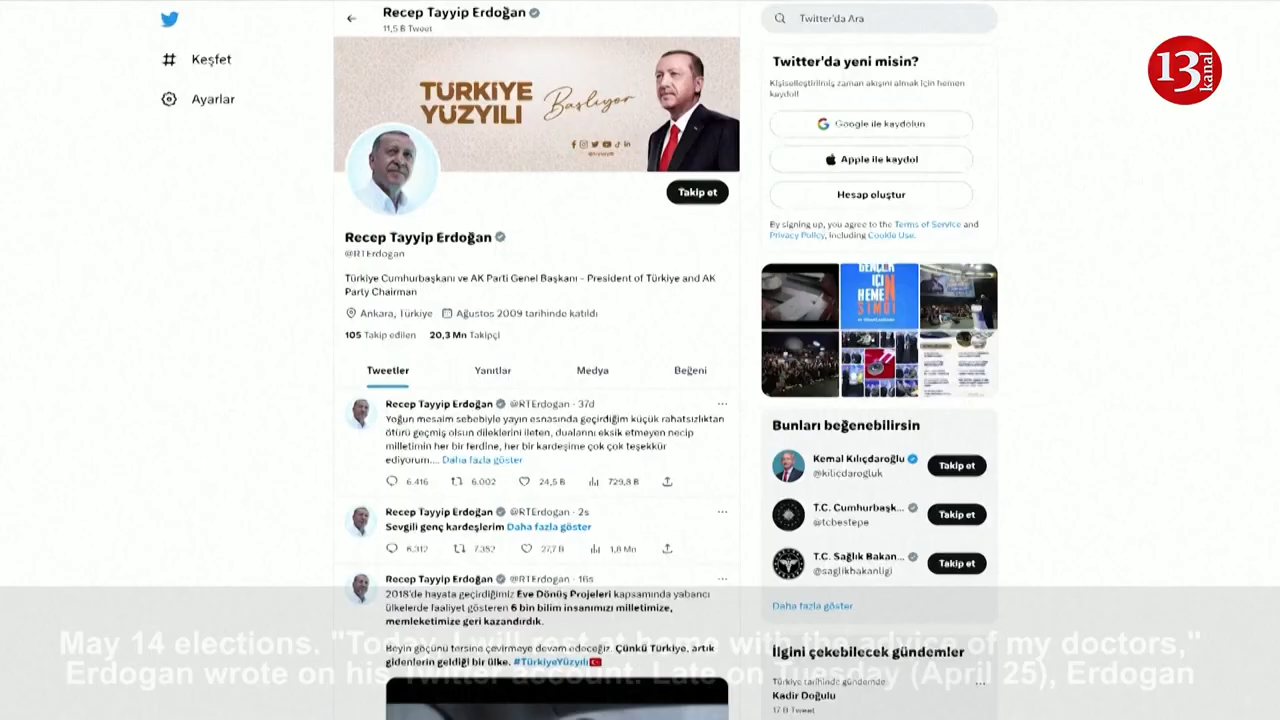 Recep Tayyip Erdoğan
11,5 B Tweet
Keşfet
Ayarlar
TÜRKİYE
YÜZYILI
Başlıyor
Takip et
Recep Tayyip Erdoğan
@RTErdogan
Türkiye Cumhurbaşkanı ve AK Parti Genel Başkanı - President of Türkiye and AK
Party Chairman
Ankara, Türkiye Ağustos 2009 tarihinde katıldı
105 Takip edilen 20,3 Mn Takipçi
Tweetler Yanıtlar Medya Beğeni
Recep Tayyip Erdoğan @RTErdogan · 37d
Yoğun mesaim sebebiyle yayın esnasında geçirdiğim küçük rahatsızlıktan
ötürü geçmiş olsun dileklerini ileten, dualarını eksik etmeyen necip
milletimin her bir ferdine, her bir kardeşime çok çok teşekkür
ediyorum.... Daha fazla göster
6.416 6.002 24,5 B 729,8 B
Recep Tayyip Erdoğan @RTErdogan · 2s
Sevgili genç kardeşlerim Daha fazla göster
6.312 7.352 27,7 B 1,8 Mn
Recep Tayyip Erdoğan @RTErdogan · 16s
2018'de hayata geçirdiğimiz Eve Dönüş Projeleri kapsamında yabancı
ülkelerde faaliyet gösteren 6 bin bilim insanımızı milletimize,
memleketimize geri kazandırdık.
Beyin göçünü tersine çevirmeye devam edeceğiz. Çünkü Türkiye, artık
gidenlerin geldiği bir ülke. #TürkiyeYüzyılı
Twitter'da Ara
Twitter'da yeni misin?
Kişiselleştirilmiş zaman akışını almak için hemen
kaydol!
Google ile kaydolun
Apple ile kaydol
Hesap oluştur
By signing up, you agree to the Terms of Service and
Privacy Policy, including Cookie Use.
GENÇLER
İÇİN
HEMEN
ŞİMDİ
Bunları beğenebilirsin
Kemal Kılıçdaroğlu
@kilicdarogluk
Takip et
T.C. Cumhurbaşk...
@tcbestepe
Takip et
T.C. Sağlık Bakan...
@saglikbakanligi
Takip et
Daha fazla göster
İlgini çekebilecek gündemler
Türkiye tarihinde gündemde
Kadir Doğulu
17 B Tweet
13
kanal
May 14 elections. "Today, I will rest at home with the advise of my doctors,"
Erdogan wrote on his Twitter account. Late on Tuesday (April 25), Erdogan